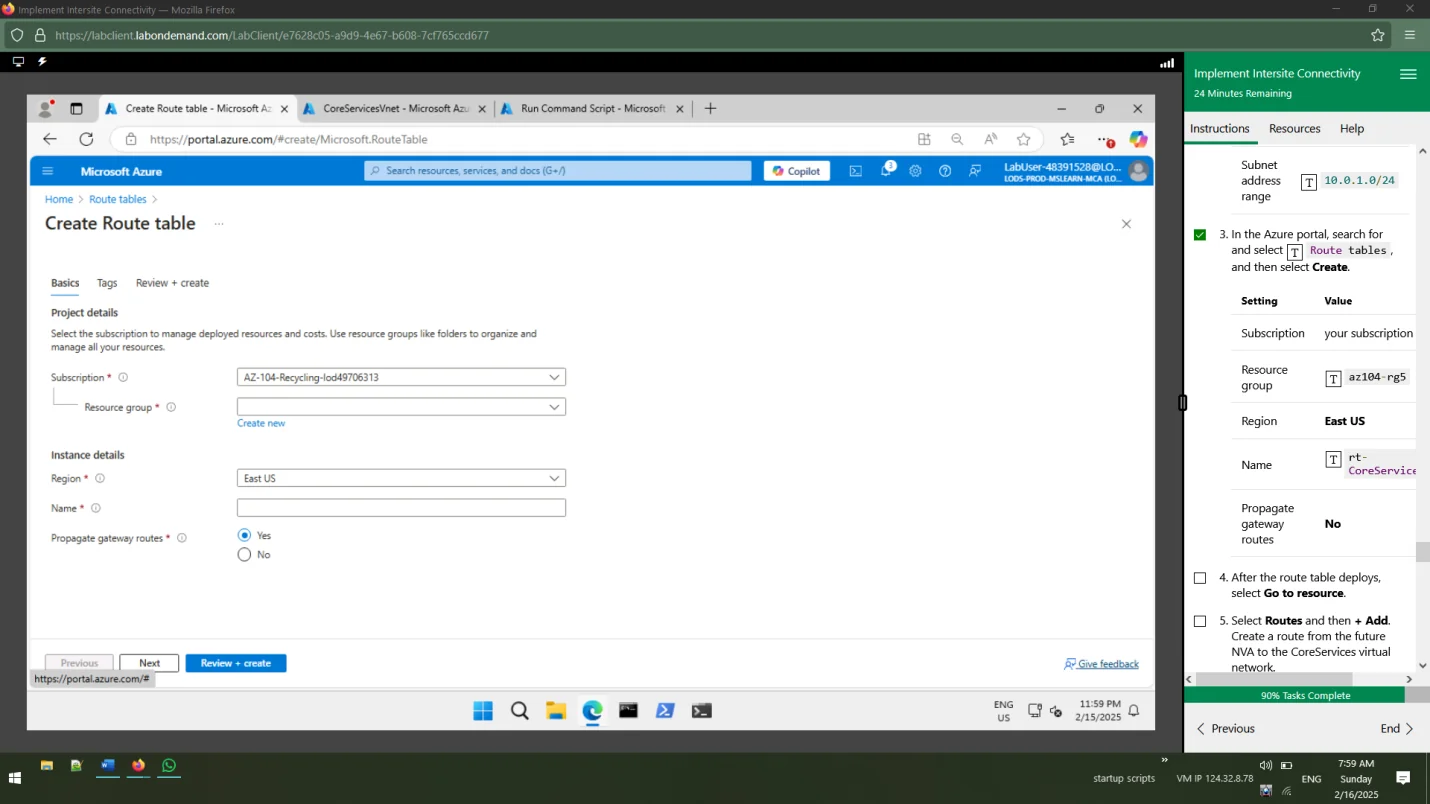 Implement Intersite Connectivity — Mozilla Firefox
https://labclient.labondemand.com/LabClient/e7628c05-a9d9-4e67-b608-7cf765ccd677
Create Route table - Microsoft Az
CoreServicesVnet - Microsoft Azu
Run Command Script - Microsoft
https://portal.azure.com/#create/Microsoft.RouteTable
Microsoft Azure
Search resources, services, and docs (G+/)
Copilot
3
LabUser-48391528@LO...
LODS-PROD-MSLEARN-MCA (LO...
Home > Route tables >
Create Route table ...
Basics Tags Review + create
Project details
Select the subscription to manage deployed resources and costs. Use resource groups like folders to organize and
manage all your resources.
Subscription *
AZ-104-Recycling-lod49706313
Resource group *
Create new
Instance details
Region *
East US
Name *
Propagate gateway routes *
Yes
No
Previous
Next
Review + create
Give feedback
https://portal.azure.com/#
ENG
US
11:59 PM
2/15/2025
Implement Intersite Connectivity
24 Minutes Remaining
Instructions Resources Help
Subnet
address
range
T 10.0.1.0/24
3. In the Azure portal, search for
and select T Route tables,
and then select Create.
Setting Value
Subscription your subscription
Resource
group
T az104-rg5
Region East US
Name
T rt-
CoreService
Propagate
gateway
routes
No
4. After the route table deploys,
select Go to resource.
5. Select Routes and then + Add.
Create a route from the future
NVA to the CoreServices virtual
network.
90% Tasks Complete
< Previous
End >
startup scripts
VM IP 124.32.8.78
ENG
7:59 AM
Sunday
2/16/2025